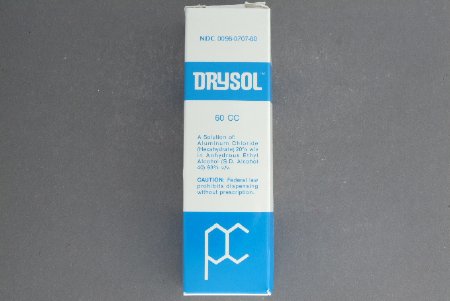 NDC 0096-0707-60
DRYSOL™
60 CC
A Solution of:
Aluminum Chloride
(Hexahydrate) 20% w/v
in Anhydrous Ethyl
Alcohol (S.D. Alcohol
40) 93% v/v.
CAUTION: Federal law
prohibits dispensing
without prescription.